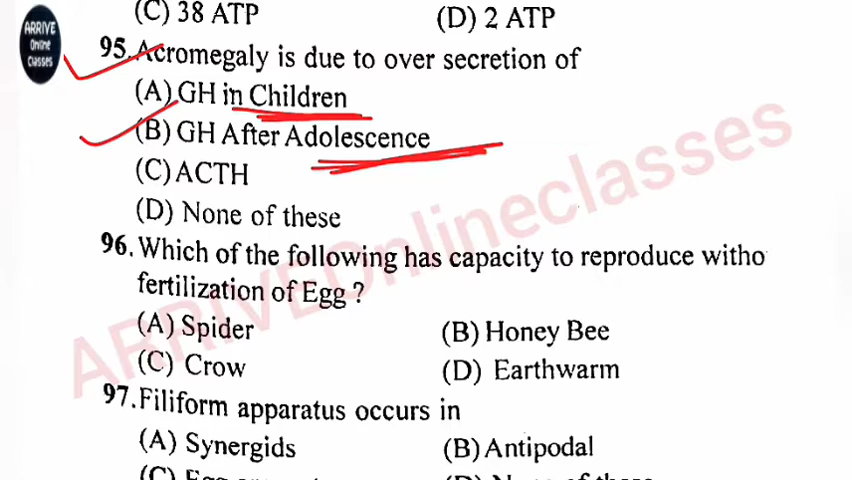 (C) 38 ATP (D) 2 ATP
ARRIVE
Online
Classes
95. Acromegaly is due to over secretion of
(A) GH in Children
(B) GH After Adolescence
(C) ACTH
(D) None of these
96. Which of the following has capacity to reproduce witho
fertilization of Egg ?
(A) Spider (B) Honey Bee
(C) Crow (D) Earthwarm
97. Filiform apparatus occurs in
(A) Synergids (B) Antipodal
ARRIVEOnlineclasses